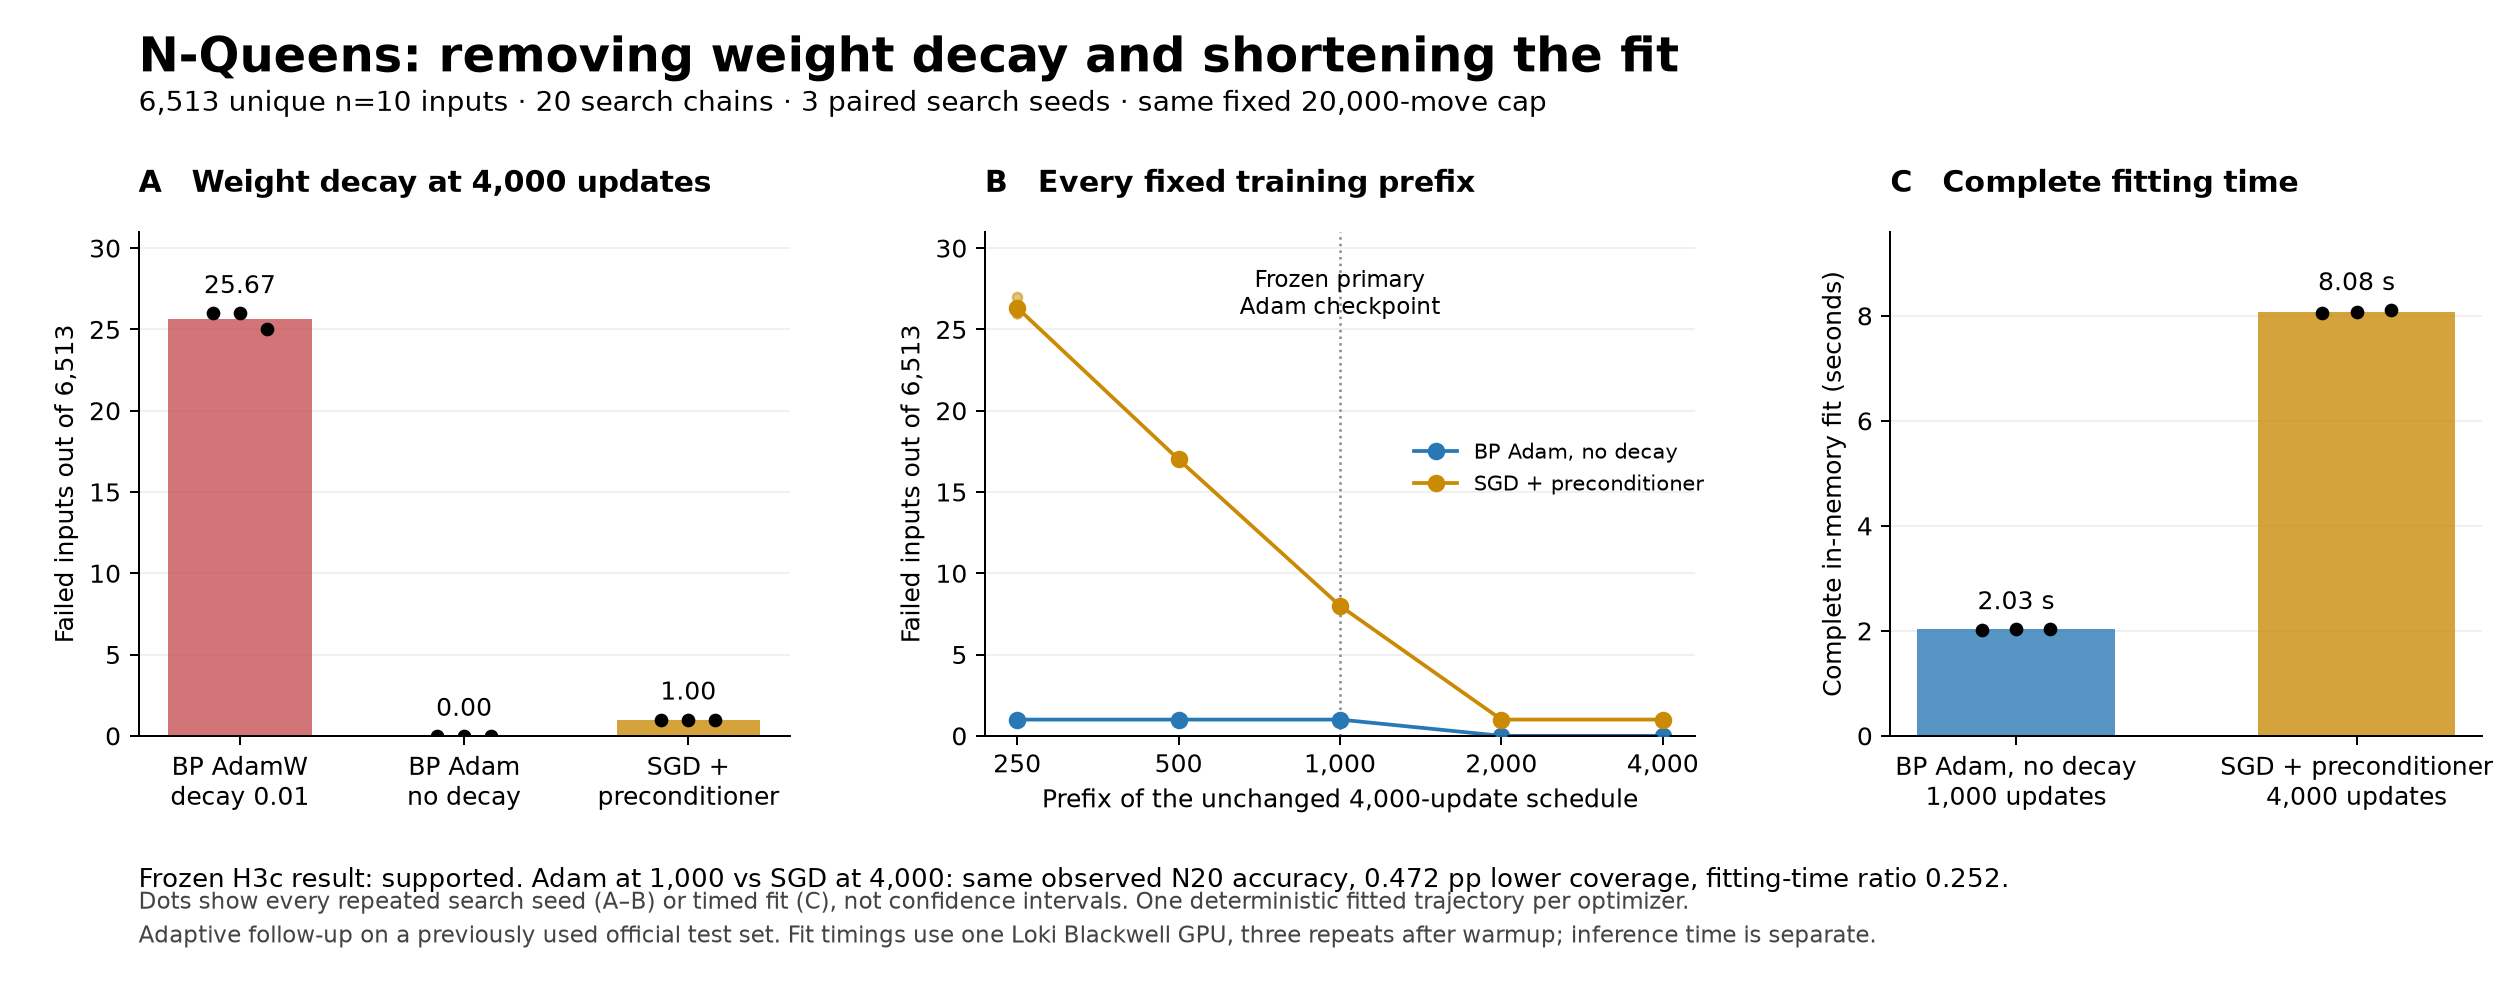 N-Queens: removing weight decay and shortening the fit
6,513 unique n=10 inputs · 20 search chains · 3 paired search seeds · same fixed 20,000-move cap
A Weight decay at 4,000 updates
Failed inputs out of 6,513
30
25
20
15
10
5
0
25.67
0.00
1.00
BP AdamW
decay 0.01
BP Adam
no decay
SGD +
preconditioner
B Every fixed training prefix
Failed inputs out of 6,513
30
25
20
15
10
5
0
Frozen primary
Adam checkpoint
BP Adam, no decay
SGD + preconditioner
250 500 1,000 2,000 4,000
Prefix of the unchanged 4,000-update schedule
C Complete fitting time
Complete in-memory fit (seconds)
8
6
4
2
0
2.03 s
8.08 s
BP Adam, no decay
1,000 updates
SGD + preconditioner
4,000 updates
Frozen H3c result: supported. Adam at 1,000 vs SGD at 4,000: same observed N20 accuracy, 0.472 pp lower coverage, fitting-time ratio 0.252.
Dots show every repeated search seed (A–B) or timed fit (C), not confidence intervals. One deterministic fitted trajectory per optimizer.
Adaptive follow-up on a previously used official test set. Fit timings use one Loki Blackwell GPU, three repeats after warmup; inference time is separate.